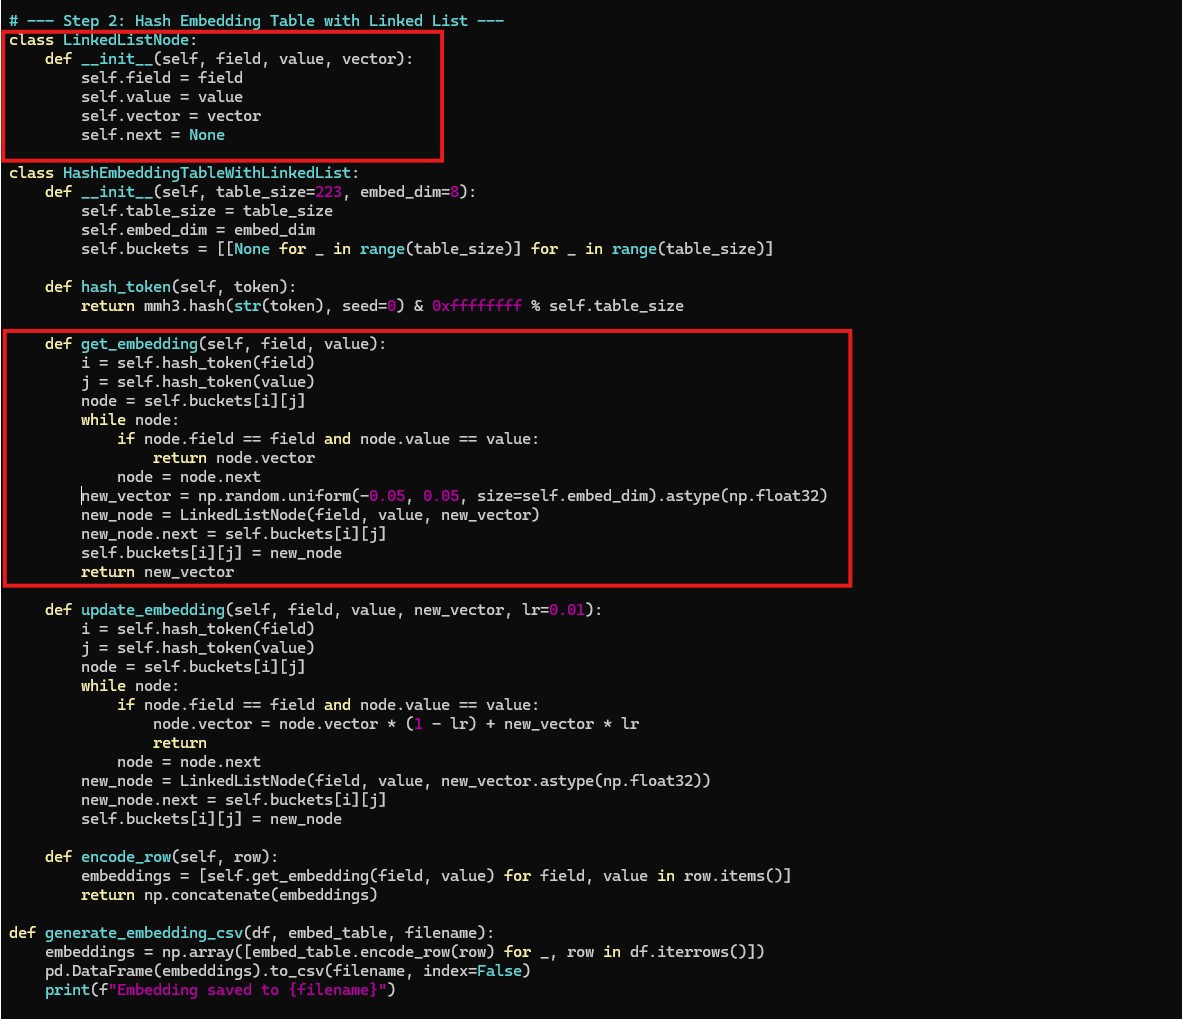 # --- Step 2: Hash Embedding Table with Linked List ---
class LinkedListNode:
    def __init__(self, field, value, vector):
        self.field = field
        self.value = value
        self.vector = vector
        self.next = None

class HashEmbeddingTableWithLinkedList:
    def __init__(self, table_size=223, embed_dim=8):
        self.table_size = table_size
        self.embed_dim = embed_dim
        self.buckets = [[None for _ in range(table_size)] for _ in range(table_size)]

    def hash_token(self, token):
        return mmh3.hash(str(token), seed=0) & 0xffffffff % self.table_size

    def get_embedding(self, field, value):
        i = self.hash_token(field)
        j = self.hash_token(value)
        node = self.buckets[i][j]
        while node:
            if node.field == field and node.value == value:
                return node.vector
            node = node.next
        new_vector = np.random.uniform(-0.05, 0.05, size=self.embed_dim).astype(np.float32)
        new_node = LinkedListNode(field, value, new_vector)
        new_node.next = self.buckets[i][j]
        self.buckets[i][j] = new_node
        return new_vector

    def update_embedding(self, field, value, new_vector, lr=0.01):
        i = self.hash_token(field)
        j = self.hash_token(value)
        node = self.buckets[i][j]
        while node:
            if node.field == field and node.value == value:
                node.vector = node.vector * (1 - lr) + new_vector * lr
                return
            node = node.next
        new_node = LinkedListNode(field, value, new_vector.astype(np.float32))
        new_node.next = self.buckets[i][j]
        self.buckets[i][j] = new_node

    def encode_row(self, row):
        embeddings = [self.get_embedding(field, value) for field, value in row.items()]
        return np.concatenate(embeddings)

def generate_embedding_csv(df, embed_table, filename):
    embeddings = np.array([embed_table.encode_row(row) for _, row in df.iterrows()])
    pd.DataFrame(embeddings).to_csv(filename, index=False)
    print(f"Embedding saved to {filename}")